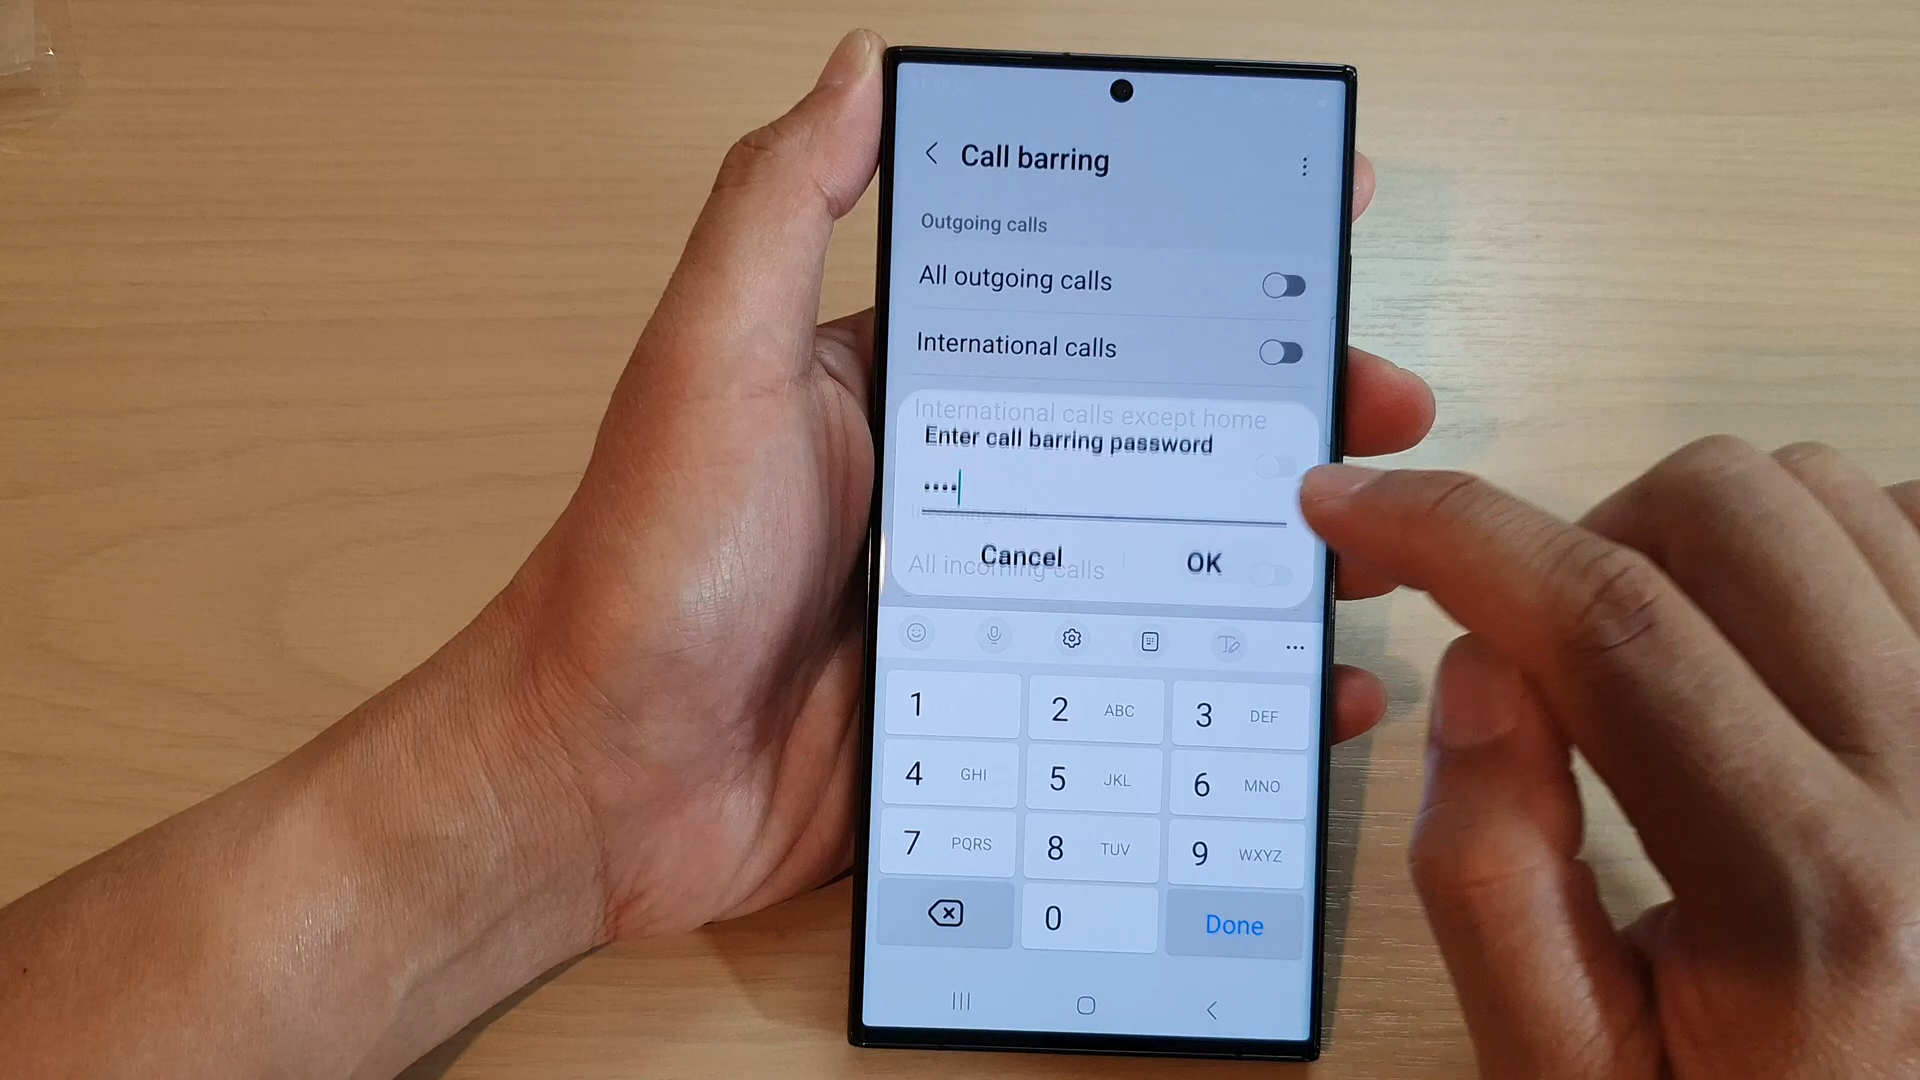 Call barring
Outgoing calls
All outgoing calls
International calls
International calls except home
Enter call barring password
••••
Incoming calls
Cancel OK
All incoming calls
1 2 ABC 3 DEF
4 GHI 5 JKL 6 MNO
7 PQRS 8 TUV 9 WXYZ
0 Done